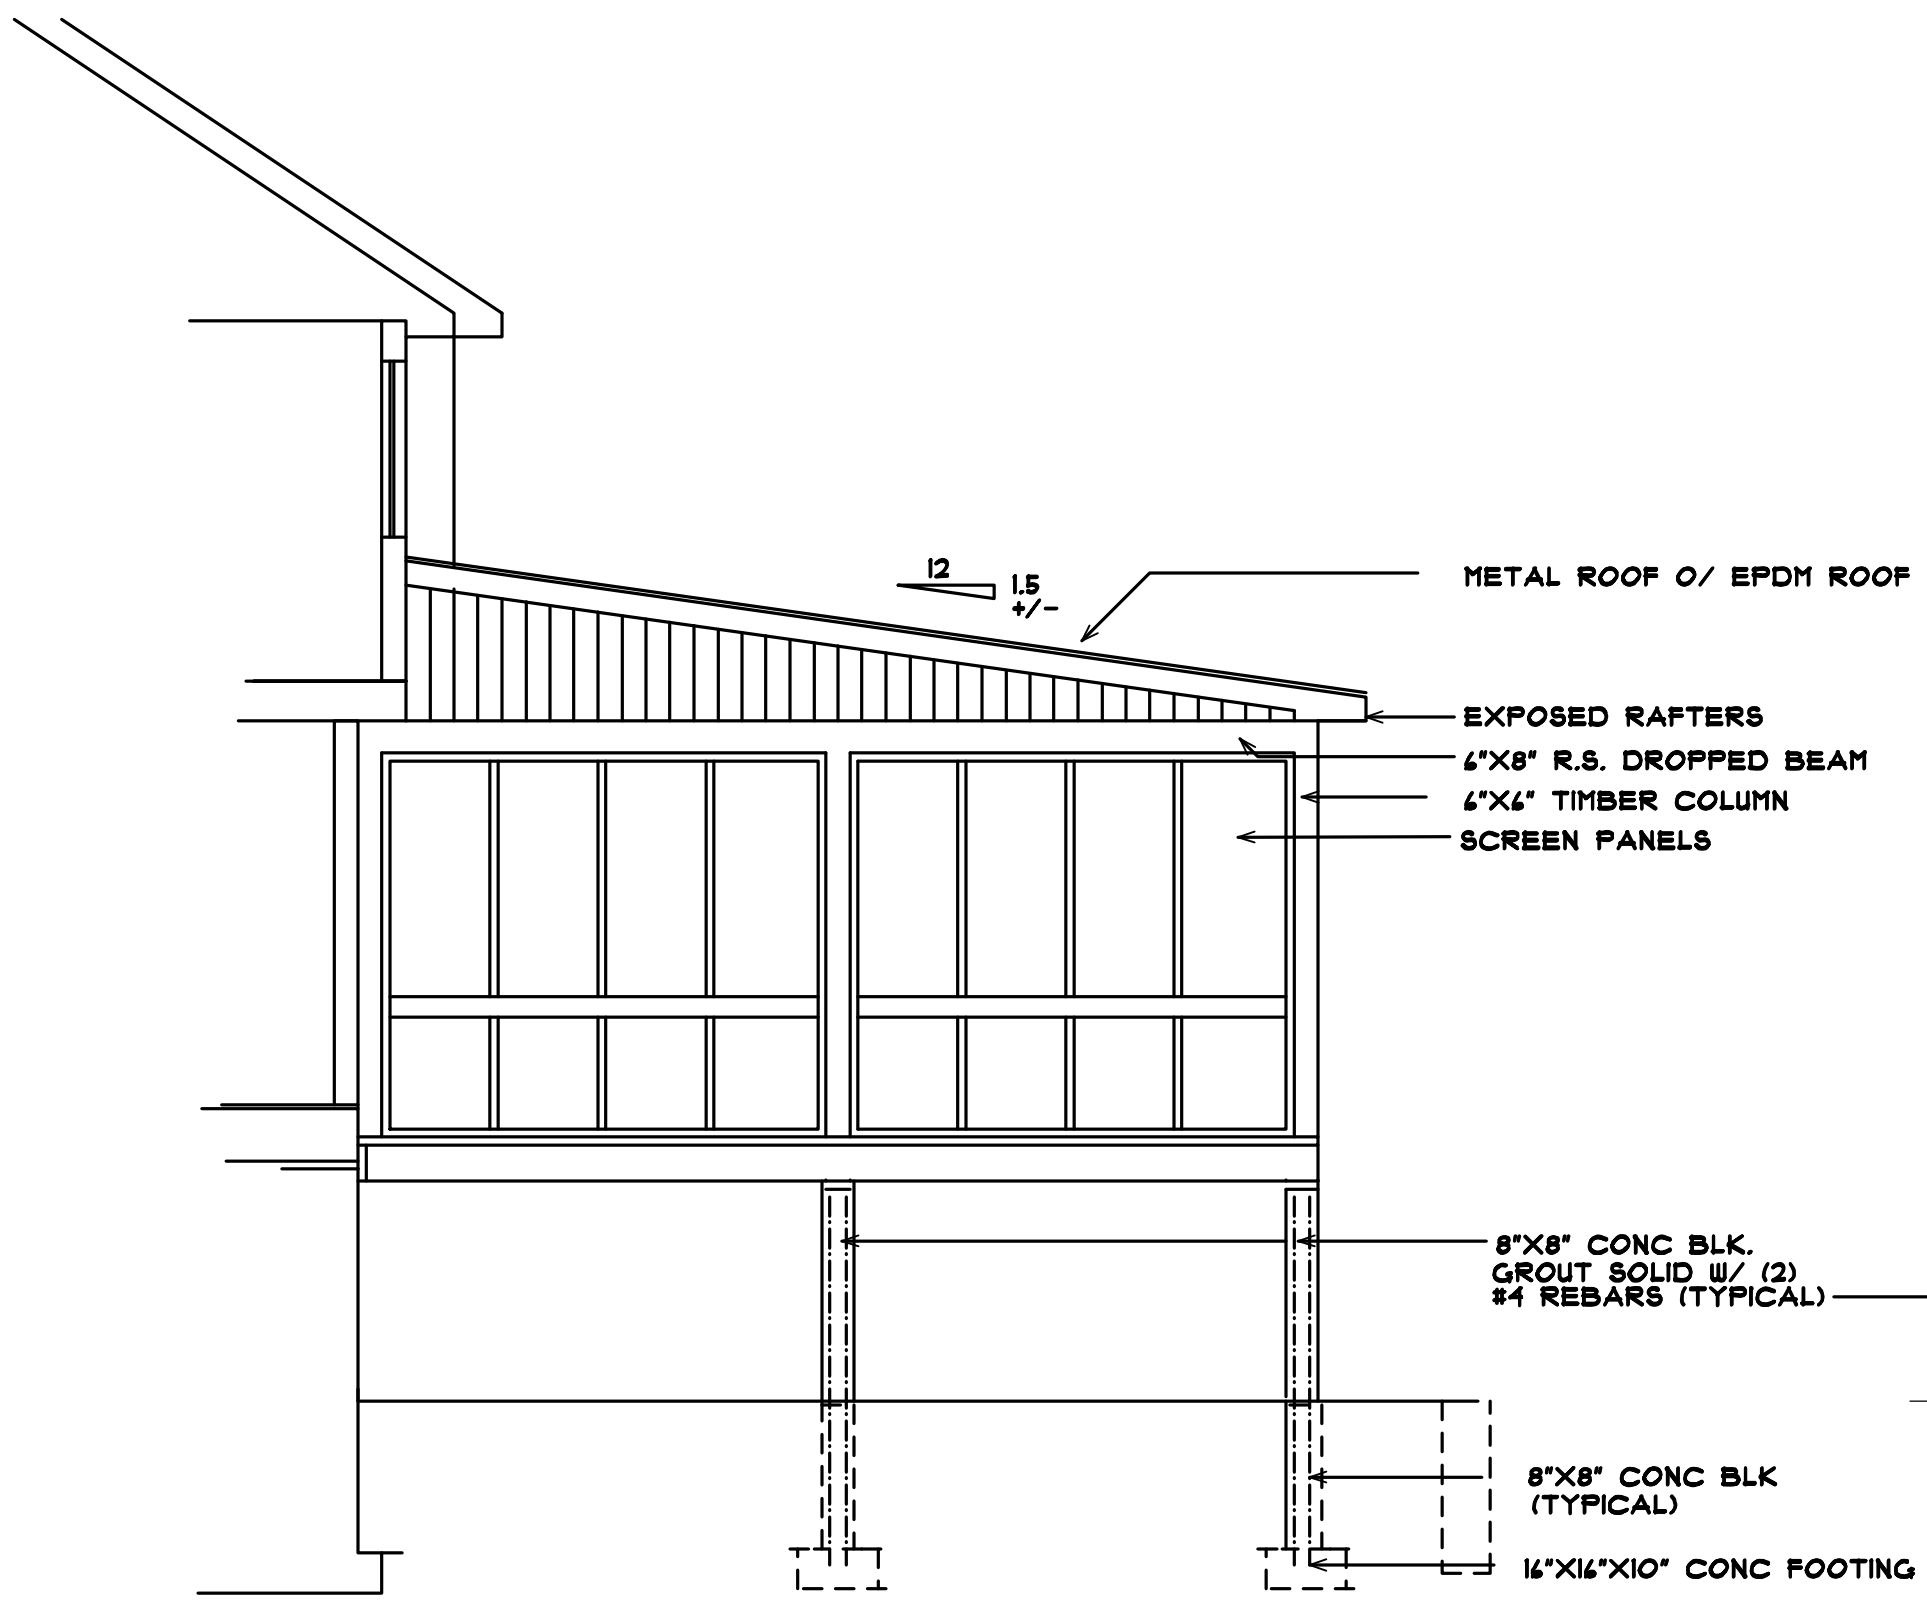 12
1.5
+/-
METAL ROOF O/ EPDM ROOF
EXPOSED RAFTERS
6"X8" R.S. DROPPED BEAM
6"X6" TIMBER COLUMN
SCREEN PANELS
8"X8" CONC BLK.
GROUT SOLID W/ (2)
#4 REBARS (TYPICAL)
8"X8" CONC BLK
(TYPICAL)
16"X16"X10" CONC FOOTING